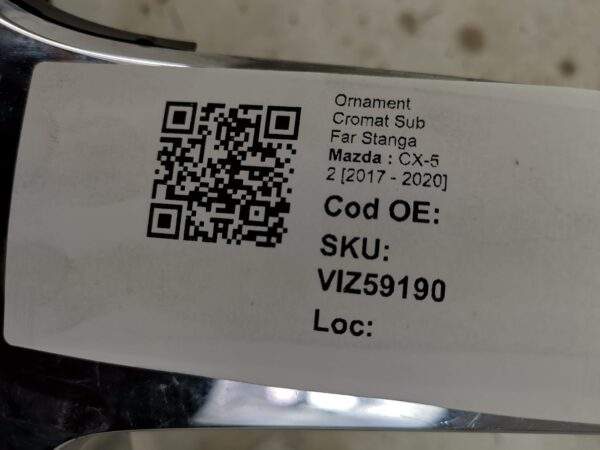 Ornament
Cromat Sub
Far Stanga
Mazda : CX-5
2 [2017 - 2020]
Cod OE:
SKU:
VIZ59190
Loc: